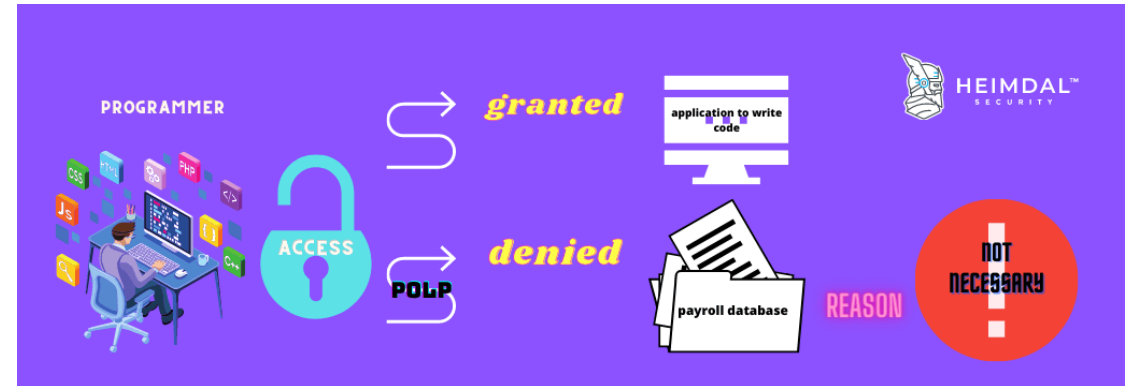 PROGRAMMER
CSS
HTML
PHP
</>
Js
{ }
C++
ACCESS
granted
application to write
code
HEIMDAL™
SECURITY
POLP
denied
payroll database
REASON
NOT
NECESSARY